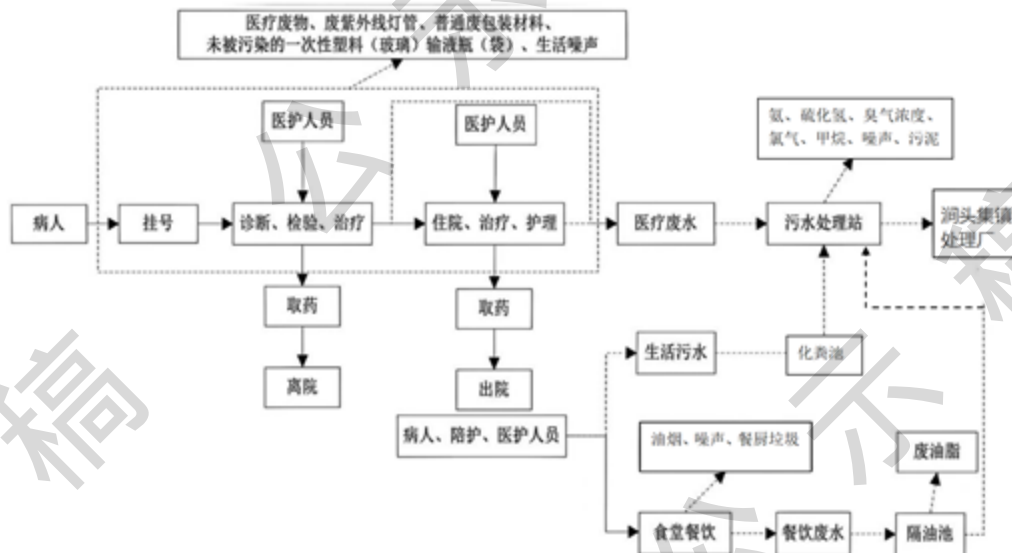 医疗废物、废紫外线灯管、普通废包装材料、
未被污染的一次性塑料（玻璃）输液瓶（袋）、生活噪声
医护人员
医护人员
氨、硫化氢、臭气浓度、
氯气、甲烷、噪声、污泥
病人
挂号
诊断、检验、治疗
住院、治疗、护理
医疗废水
污水处理站
涧头集镇
处理厂
取药
取药
生活污水
化粪池
离院
出院
病人、陪护、医护人员
油烟、噪声、餐厨垃圾
废油脂
食堂餐饮
餐饮废水
隔油池
公示
稿
稿
公示